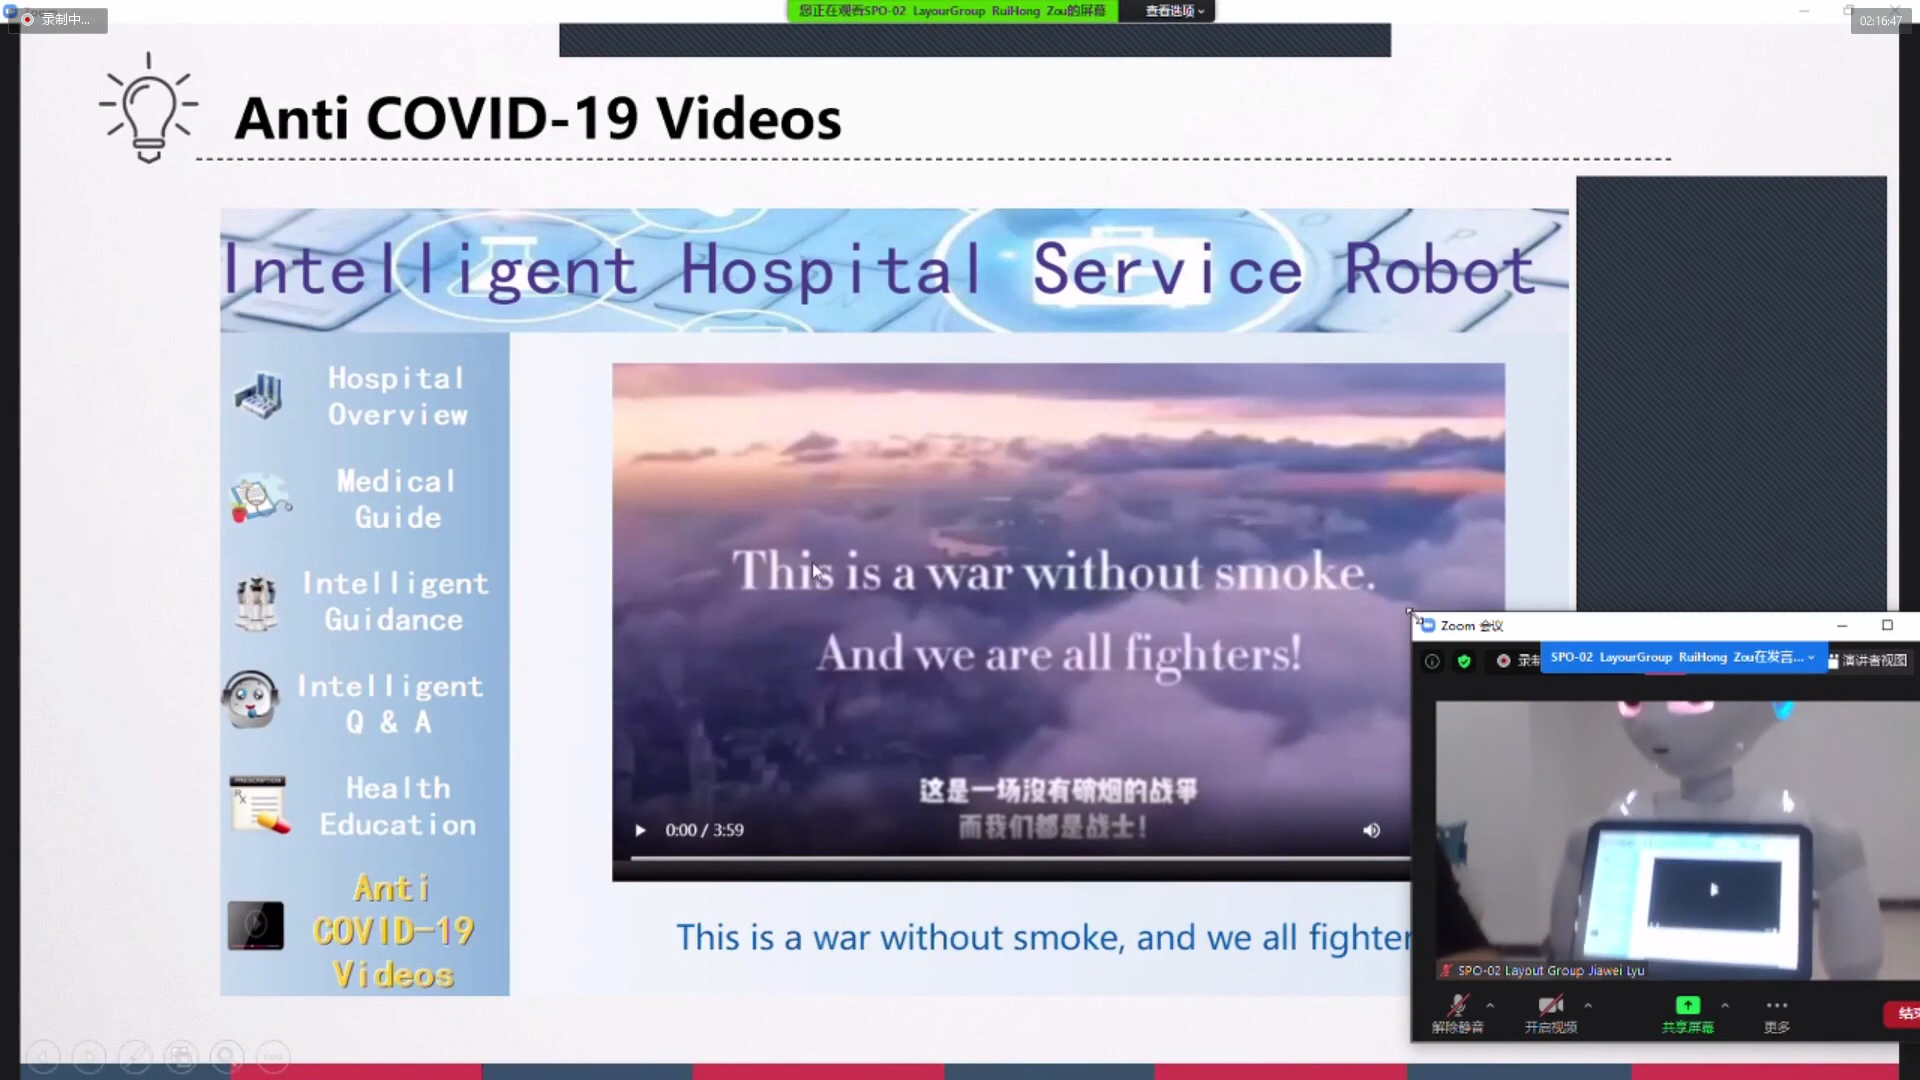 录制中...
您正在观看SPO-02 LayourGroup RuiHong Zou的屏幕
查看选项
02:16:47
Anti COVID-19 Videos
Intelligent Hospital Service Robot
Hospital
Overview
Medical
Guide
Intelligent
Guidance
Intelligent
Q & A
Health
Education
Anti
COVID-19
Videos
This is a war without smoke.
And we are all fighters!
这是一场没有硝烟的战争
而我们都是战士!
0:00 / 3:59
This is a war without smoke, and we all fighter
Zoom 会议
录制
SPO-02 LayourGroup RuiHong Zou在发言...
演讲者视图
SPO-02 Layout Group Jiawei Lyu
解除静音
开启视频
共享屏幕
更多
结束